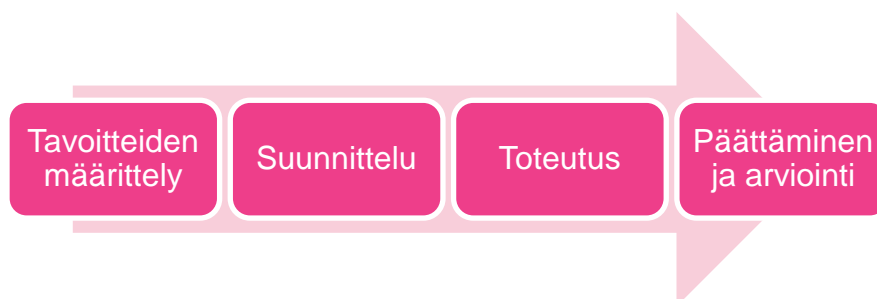 Tavoitteiden
määrittely
Suunnittelu
Toteutus
Päättäminen
ja arviointi